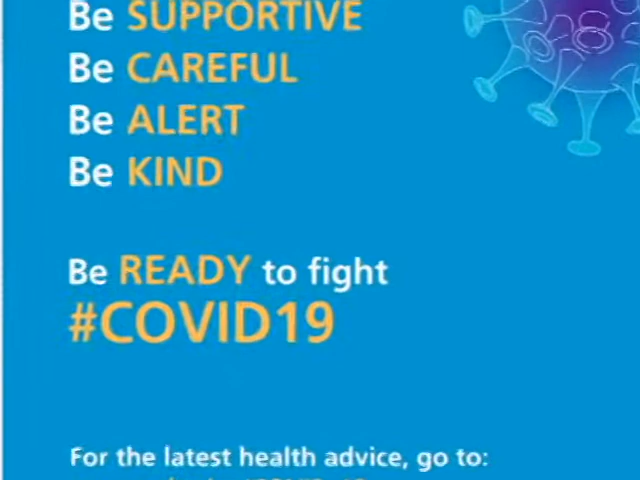 Be SUPPORTIVE
Be CAREFUL
Be ALERT
Be KIND
Be READY to fight
#COVID19
For the latest health advice, go to: